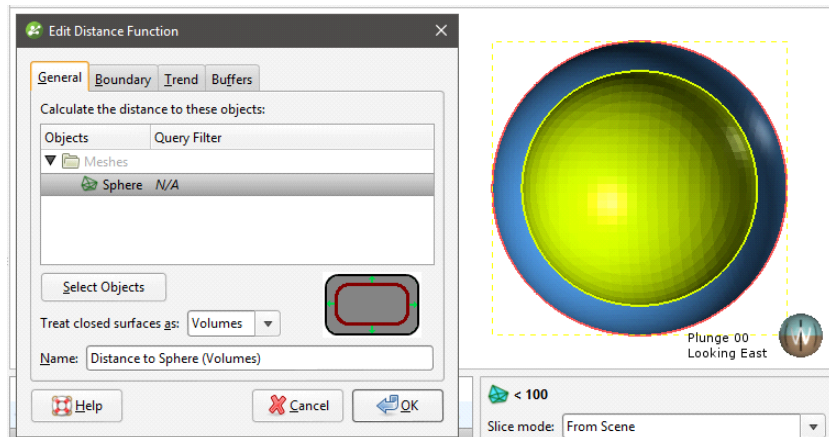 Edit Distance Function
General Boundary Trend Buffers
Calculate the distance to these objects:
Objects Query Filter
Meshes
Sphere N/A
Select Objects
Treat closed surfaces as: Volumes
Name: Distance to Sphere (Volumes)
Help Cancel OK
Plunge 00
Looking East
W
< 100
Slice mode: From Scene